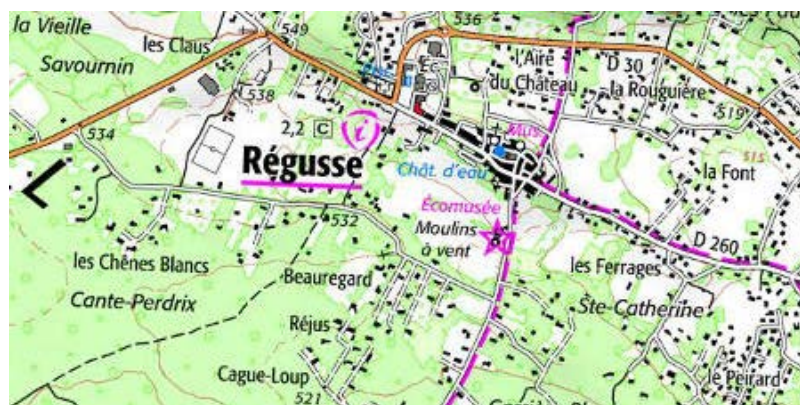 la Vieille
Savournin
les Claus
549
536
l'Aire
du Château
D 30
la Rouguière
519
538
534
2,2 C
i
Régusse
Mus.
Chât. d'eau
la Font
515
532
Écomusée
Moulins
à vent
D 260
les Chênes Blancs
Cante-Perdrix
Beauregard
les Ferrages
Ste-Catherine
Réjus
Cague-Loup
521
le Peirard